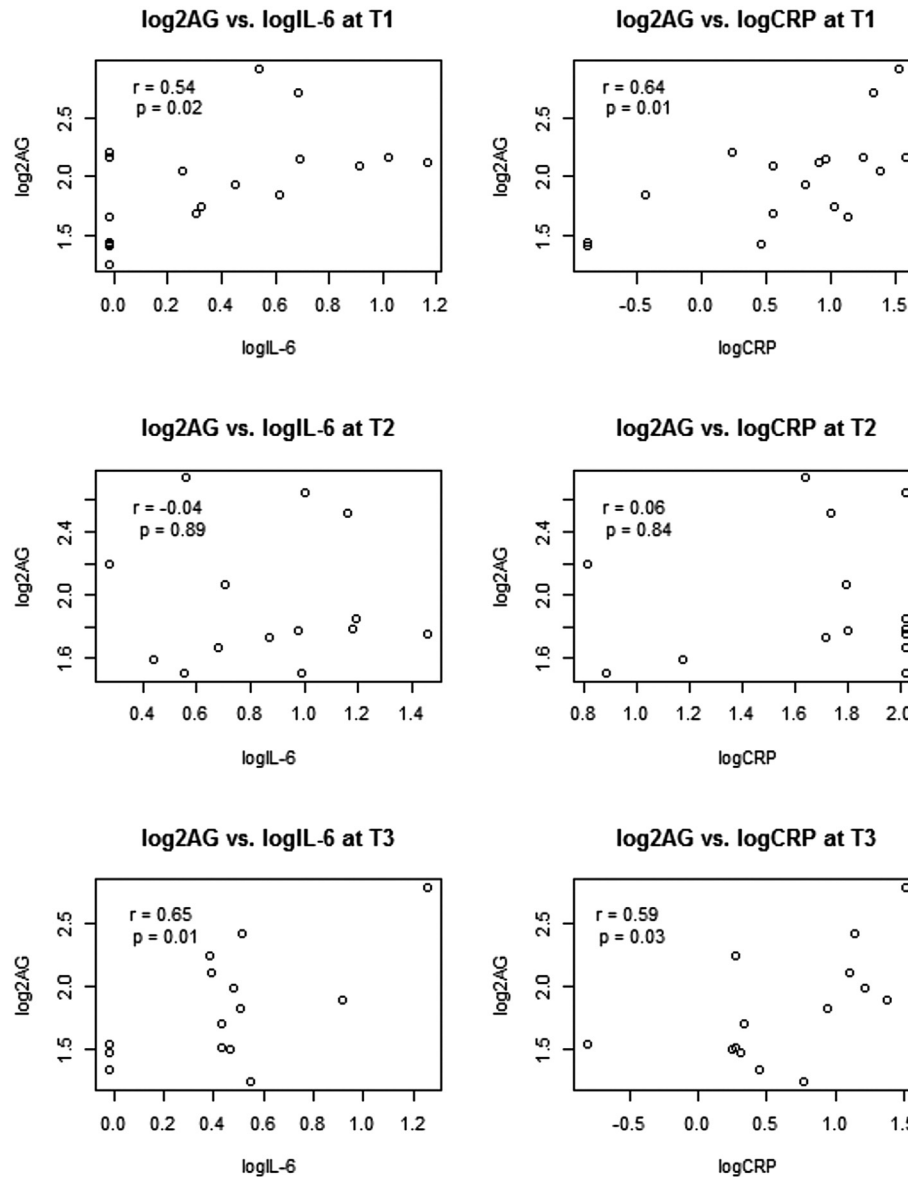 log2AG vs. logIL-6 at T1
r = 0.54
p = 0.02
log2AG
2.5
2.0
1.5
0.0 0.2 0.4 0.6 0.8 1.0 1.2
logIL-6
log2AG vs. logCRP at T1
r = 0.64
p = 0.01
log2AG
2.5
2.0
1.5
-0.5 0.0 0.5 1.0 1.5
logCRP
log2AG vs. logIL-6 at T2
r = -0.04
p = 0.89
log2AG
2.4
2.0
1.6
0.4 0.6 0.8 1.0 1.2 1.4
logIL-6
log2AG vs. logCRP at T2
r = 0.06
p = 0.84
log2AG
2.4
2.0
1.6
0.8 1.0 1.2 1.4 1.6 1.8 2.0
logCRP
log2AG vs. logIL-6 at T3
r = 0.65
p = 0.01
log2AG
2.5
2.0
1.5
0.0 0.2 0.4 0.6 0.8 1.0 1.2
logIL-6
log2AG vs. logCRP at T3
r = 0.59
p = 0.03
log2AG
2.5
2.0
1.5
-0.5 0.0 0.5 1.0 1.5
logCRP